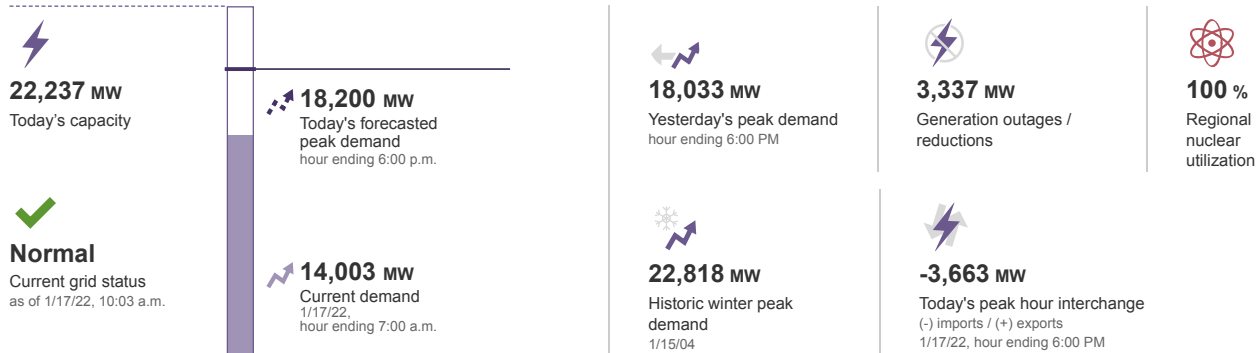 22,237 MW
Today's capacity
Normal
Current grid status
as of 1/17/22, 10:03 a.m.
18,200 MW
Today's forecasted
peak demand
hour ending 6:00 p.m.
14,003 MW
Current demand
1/17/22,
hour ending 7:00 a.m.
18,033 MW
Yesterday's peak demand
hour ending 6:00 PM
3,337 MW
Generation outages /
reductions
100 %
Regional
nuclear
utilization
22,818 MW
Historic winter peak
demand
1/15/04
-3,663 MW
Today's peak hour interchange
(-) imports / (+) exports
1/17/22, hour ending 6:00 PM